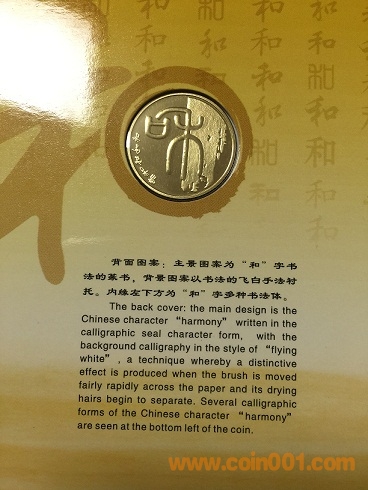 和 和 和
背面图案：主景图案为“和”字书
法的篆书，背景图案以书法的飞白手法衬
托。内缘左下方为“和”字多种书法体。
The back cover: the main design is the
Chinese character “harmony” written in the
calligraphic seal character form, with the
background calligraphy in the style of “flying
white”, a technique whereby a distinctive
effect is produced when the brush is moved
fairly rapidly across the paper and its drying
hairs begin to separate. Several calligraphic
forms of the Chinese character “harmony”
are seen at the bottom left of the coin.
www.coin001.com